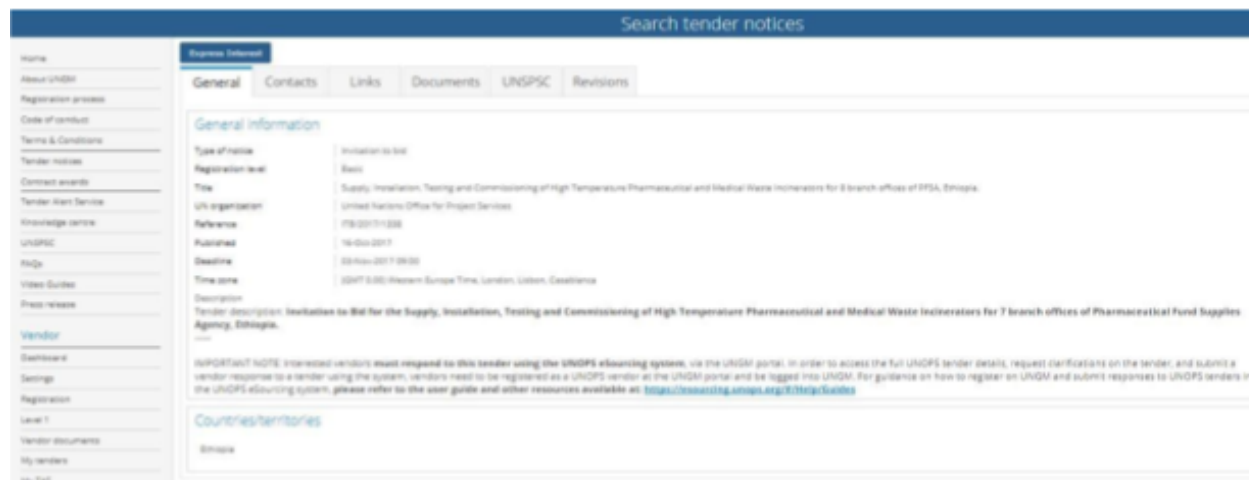 Search tender notices
Home
About UNGM
Registration process
Code of conduct
Terms & Conditions
Tender notices
Contract awards
Tender Alert Service
Knowledge centre
UNSPSC
FAQs
Video Guides
Press release
Vendor
Dashboard
Settings
Registration
Level 1
Vendor documents
My tenders
Express Interest
General Contacts Links Documents UNSPSC Revisions
General information
Type of notice Invitation to bid
Registration level Basic
Title Supply, Installation, Testing and Commissioning of High Temperature Pharmaceutical and Medical Waste Incinerators for 8 branch offices of PFSA, Ethiopia.
UN organization United Nations Office for Project Services
Reference
Published 16-Oct-2017
Deadline 03-Nov-2017 09:00
Time zone (GMT 0.00) Western Europe Time, London, Lisbon, Casablanca
Description
Tender description: Invitation to Bid for the Supply, Installation, Testing and Commissioning of High Temperature Pharmaceutical and Medical Waste Incinerators for 7 branch offices of Pharmaceutical Fund Supplies
Agency, Ethiopia.
IMPORTANT NOTE: Interested vendors must respond to this tender using the UNOPS eSourcing system, via the UNGM portal. In order to access the full UNOPS tender details, request clarifications on the tender, and submit a
vendor response to a tender using the system, vendors need to be registered as a UNOPS vendor at the UNGM portal and be logged into UNGM. For guidance on how to register on UNGM and submit responses to UNOPS tenders in
the UNOPS eSourcing system, please refer to the user guide and other resources available at: https://esourcing.unops.org/#/Help/Guides
Countries/territories
Ethiopia